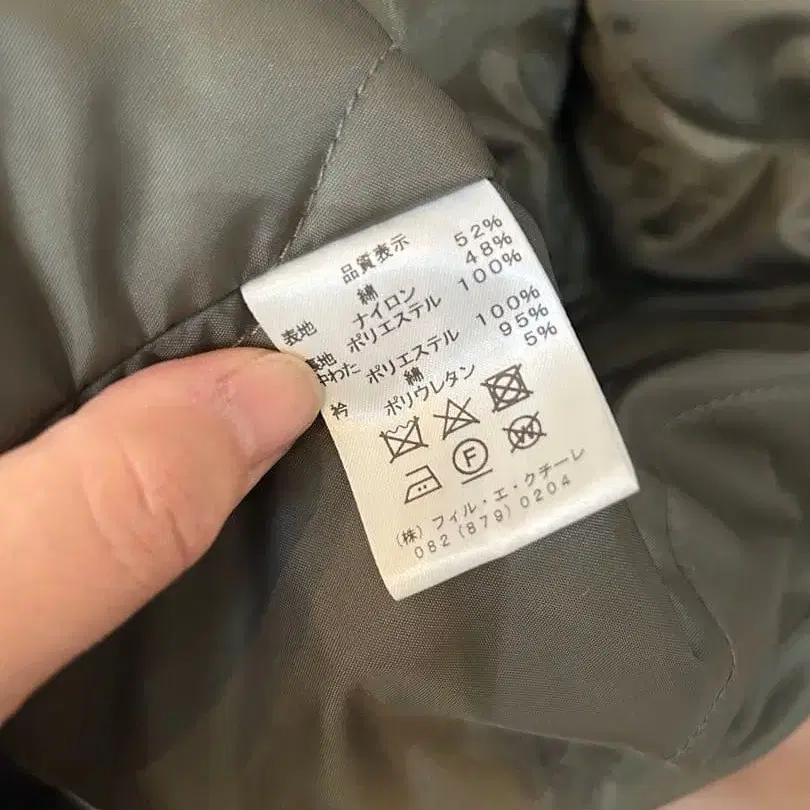 品質表示
表地 綿 52%
ナイロン 48%
裏地 ポリエステル 100%
中わた ポリエステル 100%
衿 綿 95%
ポリウレタン 5%
F W
(株) フィル・エ・クチーレ
082 (879) 0204